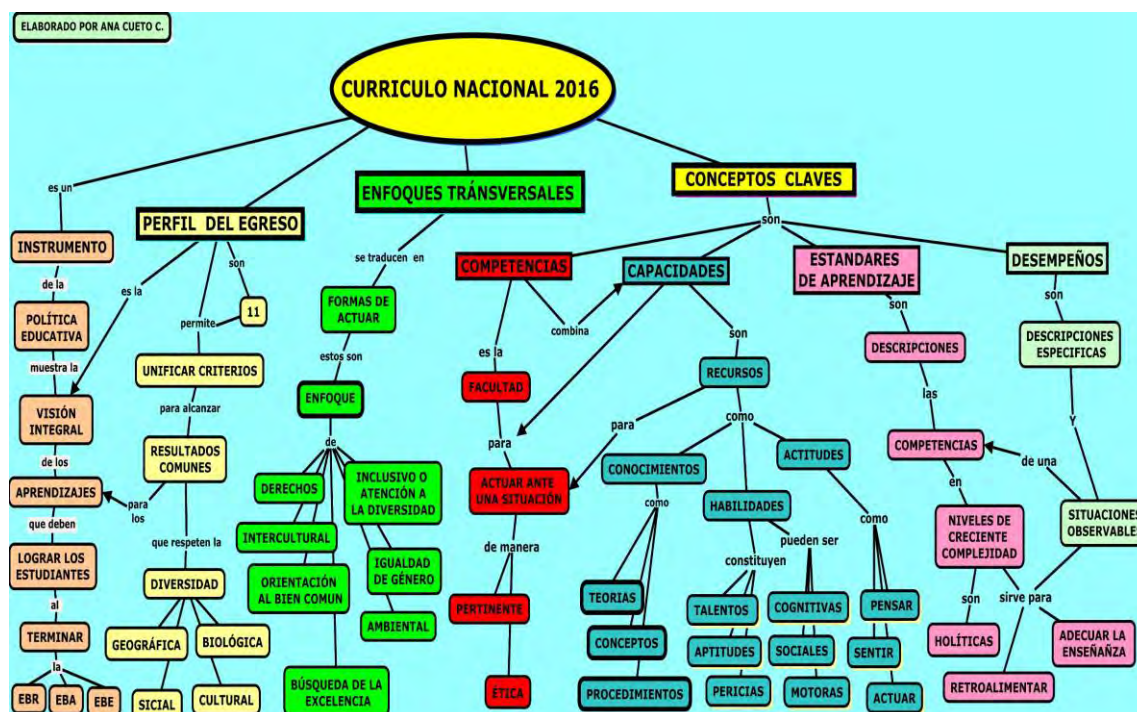 ELABORADO POR ANA CUETO C.
CURRICULO NACIONAL 2016
es un
INSTRUMENTO
de la
POLÍTICA
EDUCATIVA
muestra la
VISIÓN
INTEGRAL
de los
APRENDIZAJES
que deben
LOGRAR LOS
ESTUDIANTES
al
TERMINAR
la
EBR
EBA
EBE
PERFIL DEL EGRESO
es la
son
11
permite
UNIFICAR CRITERIOS
para alcanzar
RESULTADOS
COMUNES
para
los
que respeten la
DIVERSIDAD
GEOGRÁFICA
BIOLÓGICA
SICIAL
CULTURAL
ENFOQUES TRÁNSVERSALES
se traducen en
FORMAS DE
ACTUAR
estos son
ENFOQUE
de
DERECHOS
INCLUSIVO O
ATENCIÓN A
LA DIVERSIDAD
INTERCULTURAL
IGUALDAD
DE GÉNERO
ORIENTACIÓN
AL BIEN COMUN
AMBIENTAL
BÚSQUEDA DE LA
EXCELENCIA
CONCEPTOS CLAVES
son
COMPETENCIAS
combina
es la
FACULTAD
para
ACTUAR ANTE
UNA SITUACIÓN
de manera
PERTINENTE
ÉTICA
CAPACIDADES
son
RECURSOS
para
como
CONOCIMIENTOS
como
TEORIAS
CONCEPTOS
PROCEDIMIENTOS
HABILIDADES
constituyen
TALENTOS
APTITUDES
PERICIAS
pueden ser
COGNITIVAS
SOCIALES
MOTORAS
ACTITUDES
como
PENSAR
SENTIR
ACTUAR
ESTANDARES
DE APRENDIZAJE
son
DESCRIPCIONES
las
COMPETENCIAS
en
NIVELES DE
CRECIENTE
COMPLEJIDAD
son
HOLÍTICAS
sirve para
RETROALIMENTAR
ADECUAR LA
ENSEÑAÑZA
DESEMPEÑOS
son
DESCRIPCIONES
ESPECIFICAS
Y
de una
SITUACIONES
OBSERVABLES